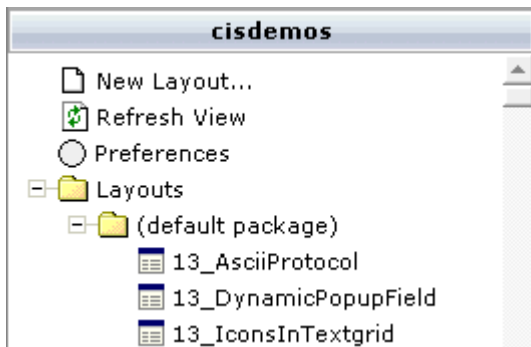 cisdemos
New Layout...
Refresh View
Preferences
Layouts
(default package)
13_AsciiProtocol
13_DynamicPopupField
13_IconsInTextgrid